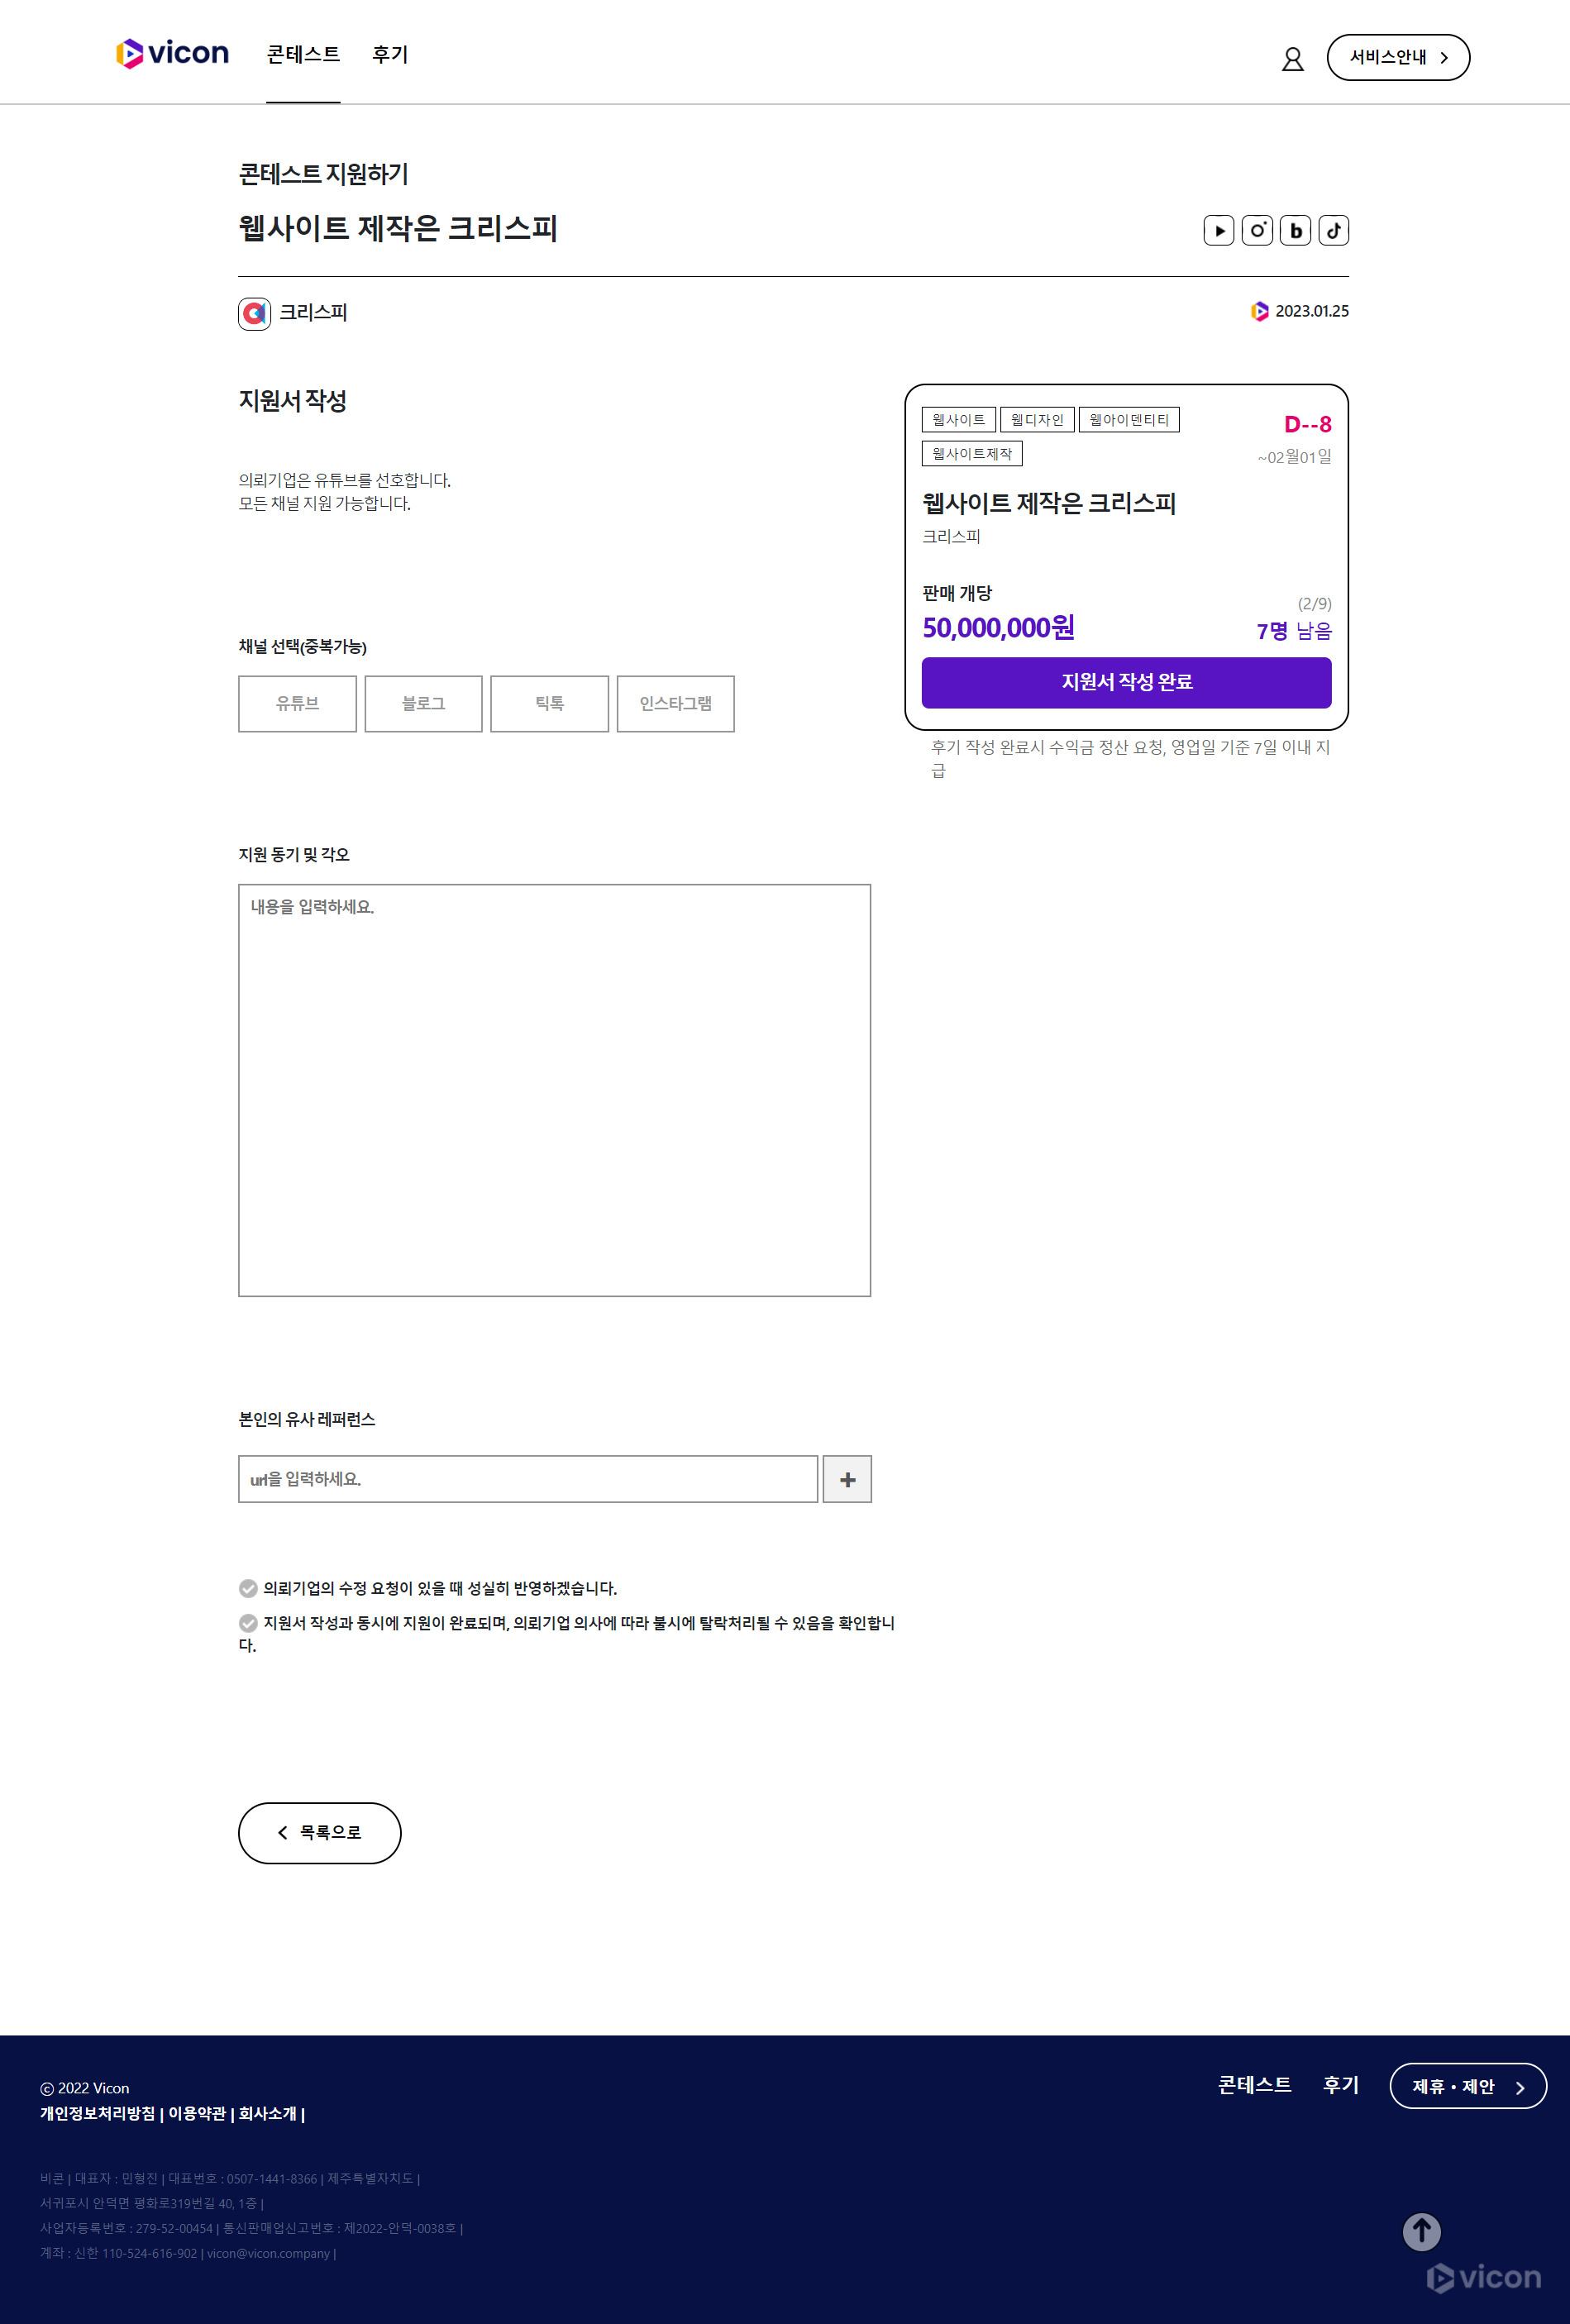 vicon 콘테스트 후기 서비스안내
콘테스트 지원하기
웹사이트 제작은 크리스피
크리스피
2023.01.25
지원서 작성
의뢰기업은 유튜브를 선호합니다.
모든 채널 지원 가능합니다.
웹사이트 웹디자인 웹아이덴티티
웹사이트제작
D--8
~02월01일
웹사이트 제작은 크리스피
크리스피
판매 개당
50,000,000원
(2/9)
7명 남음
지원서 작성 완료
후기 작성 완료시 수익금 정산 요청, 영업일 기준 7일 이내 지
급
채널 선택(중복가능)
유튜브 블로그 틱톡 인스타그램
지원 동기 및 각오
내용을 입력하세요.
본인의 유사 레퍼런스
url을 입력하세요.
+
의뢰기업의 수정 요청이 있을 때 성실히 반영하겠습니다.
지원서 작성과 동시에 지원이 완료되며, 의뢰기업 의사에 따라 불시에 탈락처리될 수 있음을 확인합니
다.
목록으로
ⓒ 2022 Vicon
개인정보처리방침 | 이용약관 | 회사소개 |
콘테스트 후기 제휴 • 제안
비콘 | 대표자 : 민형진 | 대표번호 : 0507-1441-8366 | 제주특별자치도 |
서귀포시 안덕면 평화로319번길 40, 1층 |
사업자등록번호 : 279-52-00454 | 통신판매업신고번호 : 제2022-안덕-0038호 |
계좌 : 신한 110-524-616-902 | vicon@vicon.company |
vicon